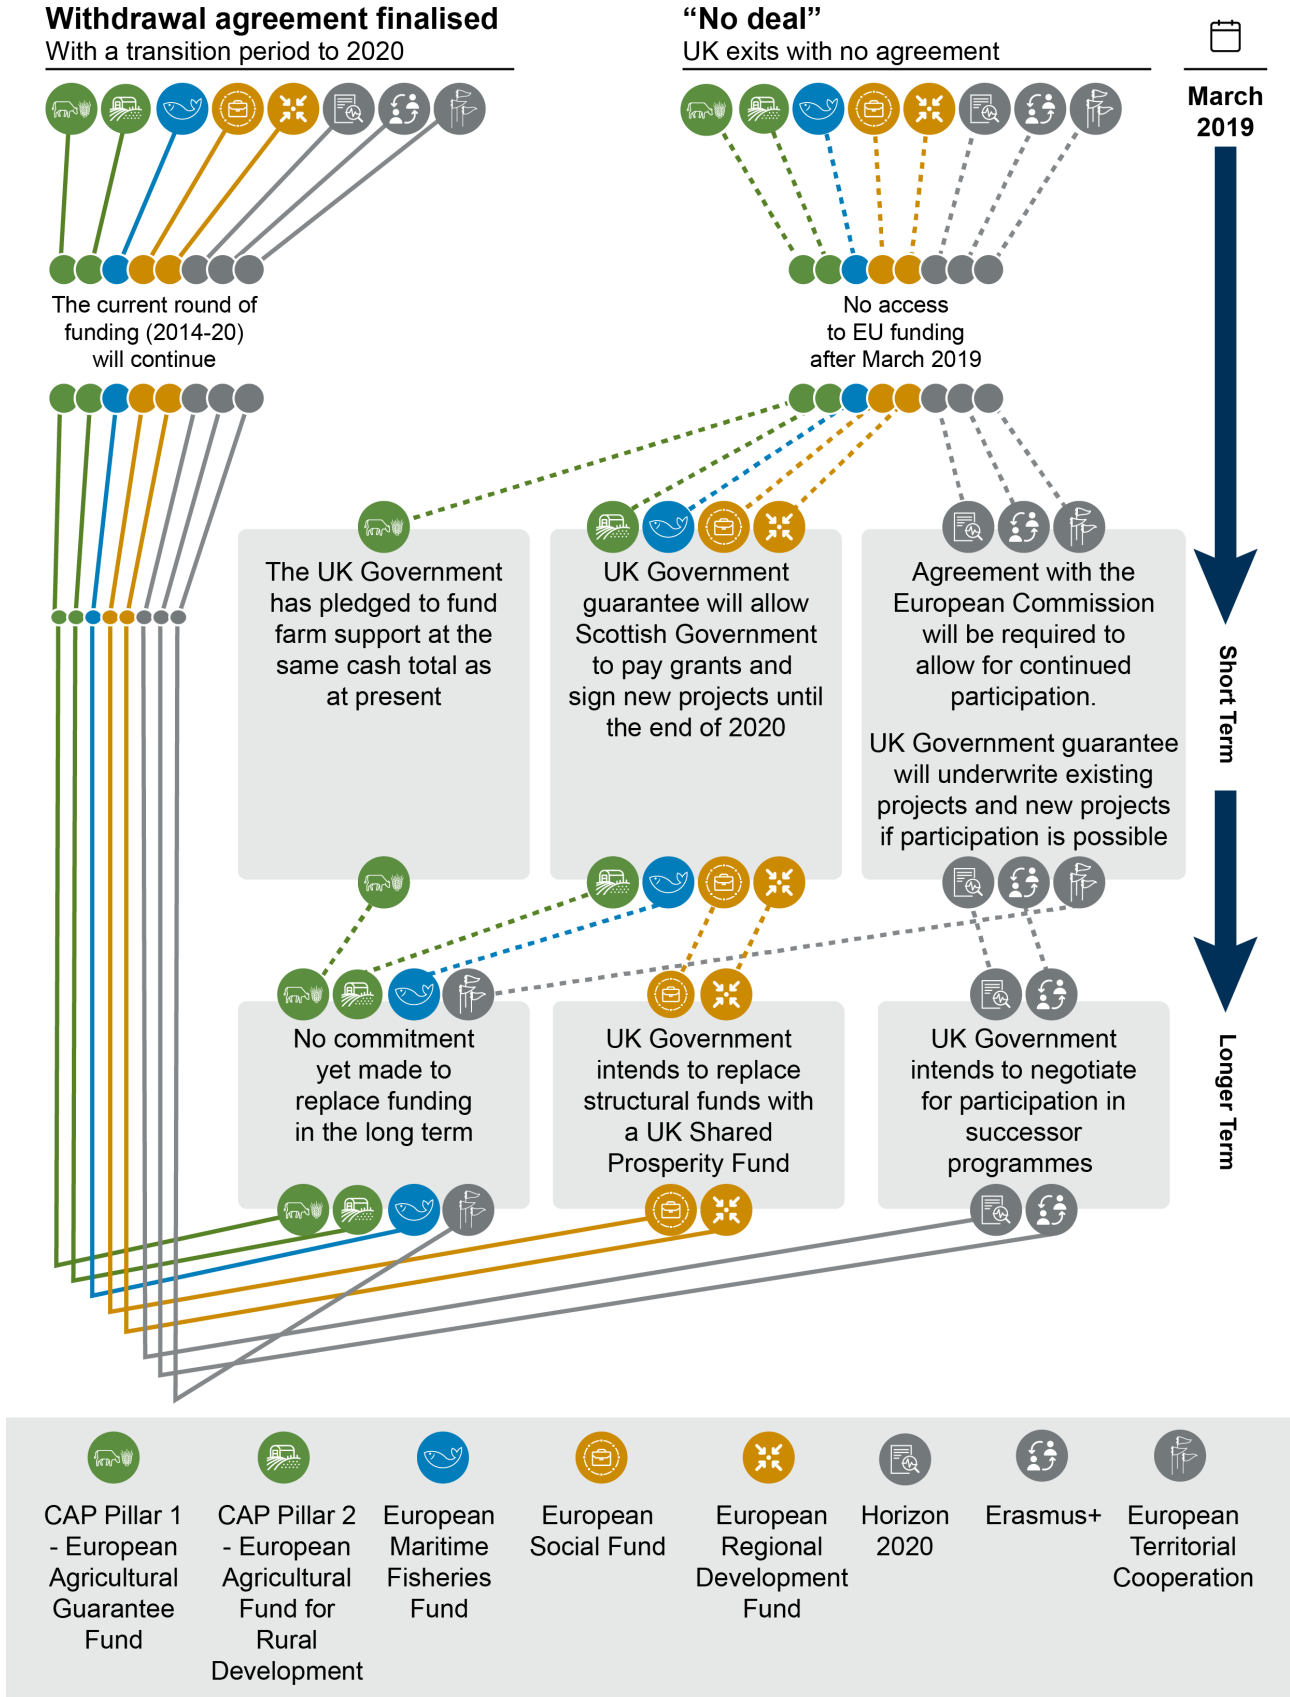 Withdrawal agreement finalised
With a transition period to 2020
“No deal”
UK exits with no agreement
March
2019
The current round of
funding (2014-20)
will continue
No access
to EU funding
after March 2019
The UK Government
has pledged to fund
farm support at the
same cash total as
at present
UK Government
guarantee will allow
Scottish Government
to pay grants and
sign new projects until
the end of 2020
Agreement with the
European Commission
will be required to
allow for continued
participation.
UK Government guarantee
will underwrite existing
projects and new projects
if participation is possible
Short Term
No commitment
yet made to
replace funding
in the long term
UK Government
intends to replace
structural funds with
a UK Shared
Prosperity Fund
UK Government
intends to negotiate
for participation in
successor
programmes
Longer Term
CAP Pillar 1
- European
Agricultural
Guarantee
Fund
CAP Pillar 2
- European
Agricultural
Fund for
Rural
Development
European
Maritime
Fisheries
Fund
European
Social Fund
European
Regional
Development
Fund
Horizon
2020
Erasmus+
European
Territorial
Cooperation